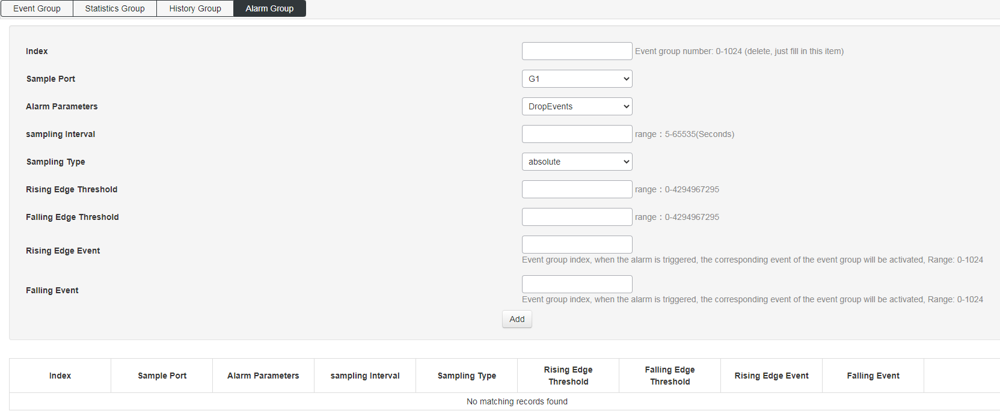 Event Group Statistics Group History Group Alarm Group
Index Event group number: 0-1024 (delete, just fill in this item)
Sample Port G1
Alarm Parameters DropEvents
sampling Interval range：5-65535(Seconds)
Sampling Type absolute
Rising Edge Threshold range：0-4294967295
Falling Edge Threshold range：0-4294967295
Rising Edge Event
Event group index, when the alarm is triggered, the corresponding event of the event group will be activated, Range: 0-1024
Falling Event
Event group index, when the alarm is triggered, the corresponding event of the event group will be activated, Range: 0-1024
Add
Index Sample Port Alarm Parameters sampling Interval Sampling Type Rising Edge Threshold Falling Edge Threshold Rising Edge Event Falling Event
No matching records found